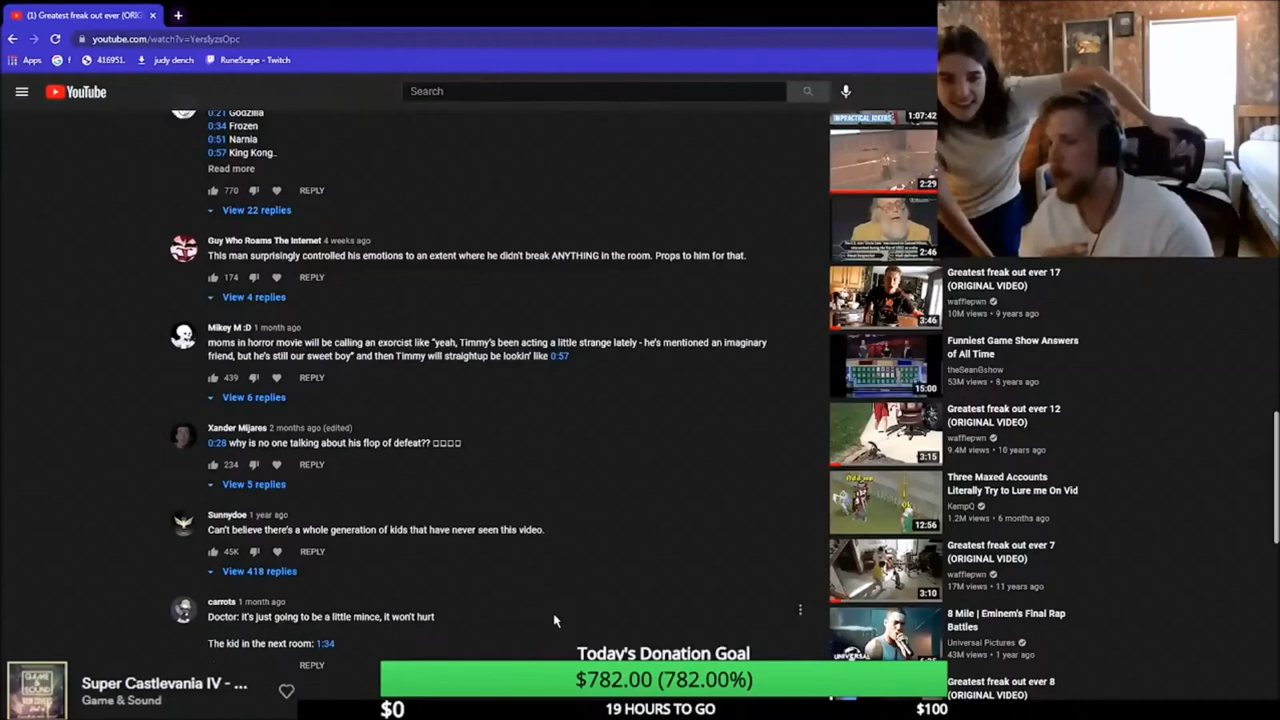 (1) Greatest freak out ever (ORIG
youtube.com/watch?v=YersIyzsOpc
Apps
f
416951.
judy dench
RuneScape - Twitch
YouTube
Search
0:21 Godzilla
0:34 Frozen
0:51 Narnia
0:57 King Kong..
Read more
770
REPLY
View 22 replies
Guy Who Roams The Internet 4 weeks ago
This man surprisingly controlled his emotions to an extent where he didn't break ANYTHING in the room. Props to him for that.
174
REPLY
View 4 replies
Mikey M :D 1 month ago
moms in horror movie will be calling an exorcist like "yeah, Timmy's been acting a little strange lately - he's mentioned an imaginary
friend, but he's still our sweet boy" and then Timmy will straightup be lookin' like 0:57
439
REPLY
View 6 replies
Xander Mijares 2 months ago (edited)
0:28 why is no one talking about his flop of defeat?? □□□□
234
REPLY
View 5 replies
Sunnydoe 1 year ago
Can't believe there's a whole generation of kids that have never seen this video.
45K
REPLY
View 418 replies
carrots 1 month ago
Doctor: it's just going to be a little mince, it won't hurt
The kid in the next room: 1:34
REPLY
IMPRACTICAL JOKERS
1:07:42
2:29
2:46
3:46
Greatest freak out ever 17
(ORIGINAL VIDEO)
wafflepwn
10M views • 9 years ago
15:00
Funniest Game Show Answers
of All Time
theSeanGshow
53M views • 8 years ago
3:15
Greatest freak out ever 12
(ORIGINAL VIDEO)
wafflepwn
9.4M views • 10 years ago
12:56
Three Maxed Accounts
Literally Try to Lure me On Vid
KempQ
1.2M views • 6 months ago
3:10
Greatest freak out ever 7
(ORIGINAL VIDEO)
wafflepwn
17M views • 11 years ago
UNIVERSAL
8 Mile | Eminem's Final Rap
Battles
Universal Pictures
43M views • 1 year ago
Greatest freak out ever 8
(ORIGINAL VIDEO)
GAME &
SOUND
Super Castlevania IV - ...
Game & Sound
Today's Donation Goal
$782.00 (782.00%)
$0
19 HOURS TO GO
$100